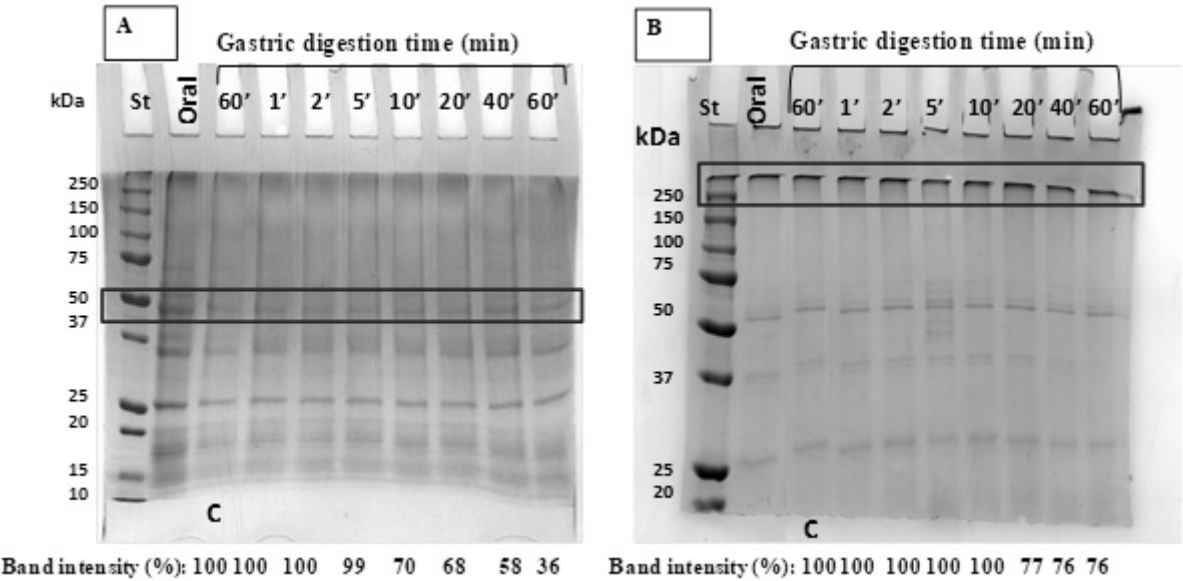 A
Gastric digestion time (min)
kDa St Oral 60’ 1’ 2’ 5’ 10’ 20’ 40’ 60’
250
150
100
75
50
37
25
20
15
10
C
Band intensity (%): 100 100 100 99 70 68 58 36
B
Gastric digestion time (min)
St Oral 60’ 1’ 2’ 5’ 10’ 20’ 40’ 60’
kDa
250
150
100
75
50
37
25
20
C
Band intensity (%): 100 100 100 100 100 100 77 76 76